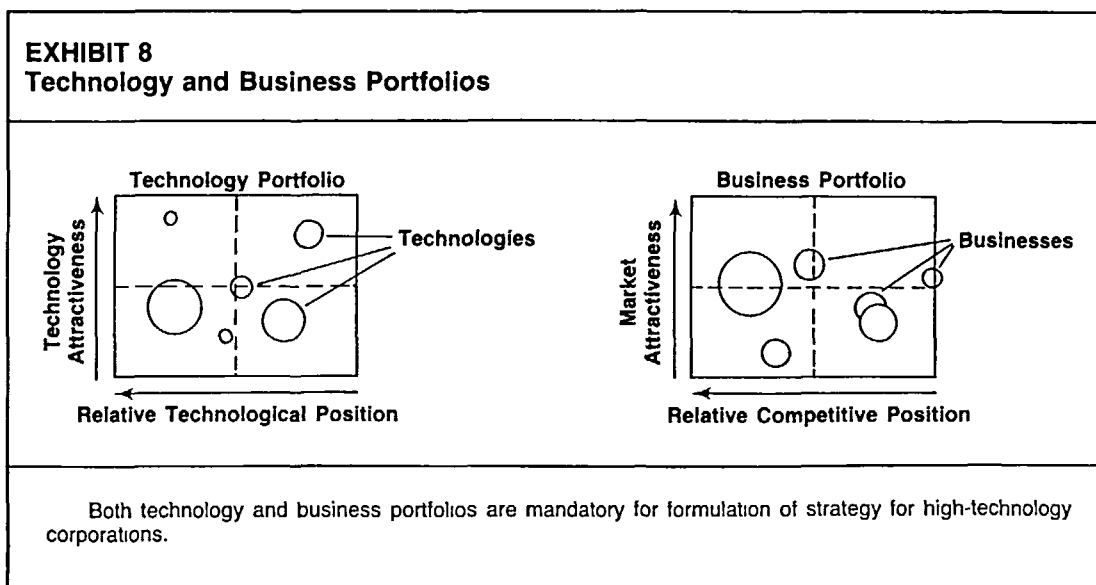 EXHIBIT 8
Technology and Business Portfolios
Technology Portfolio
Technology
Attractiveness
Technologies
Relative Technological Position
Business Portfolio
Market
Attractiveness
Businesses
Relative Competitive Position
Both technology and business portfolios are mandatory for formulation of strategy for high-technology
corporations.